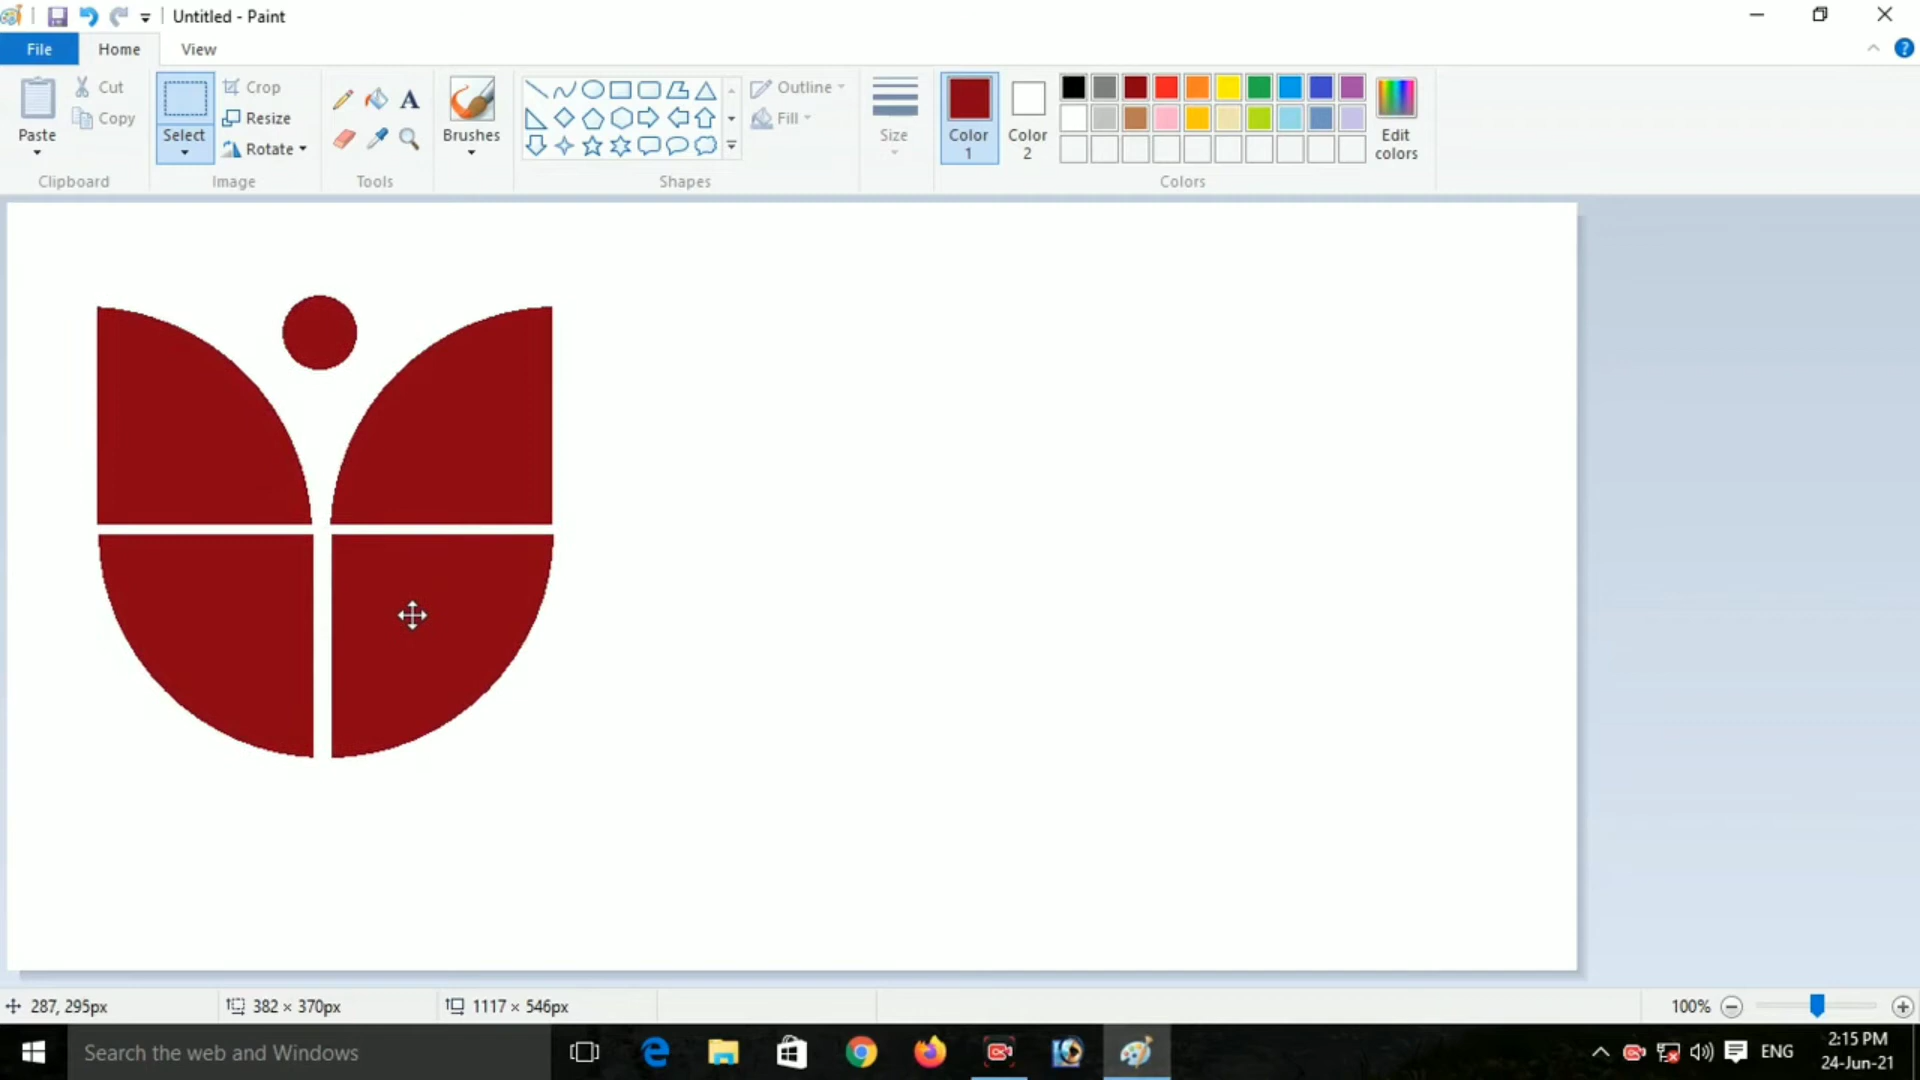 Untitled - Paint
File
Home
View
Paste
Cut
Copy
Clipboard
Select
Crop
Resize
Rotate
Image
Tools
Brushes
Shapes
Outline
Fill
Size
Color
1
Color
2
Edit
colors
Colors
287, 295px
382 × 370px
1117 × 546px
100%
Search the web and Windows
ENG
2:15 PM
24-Jun-21